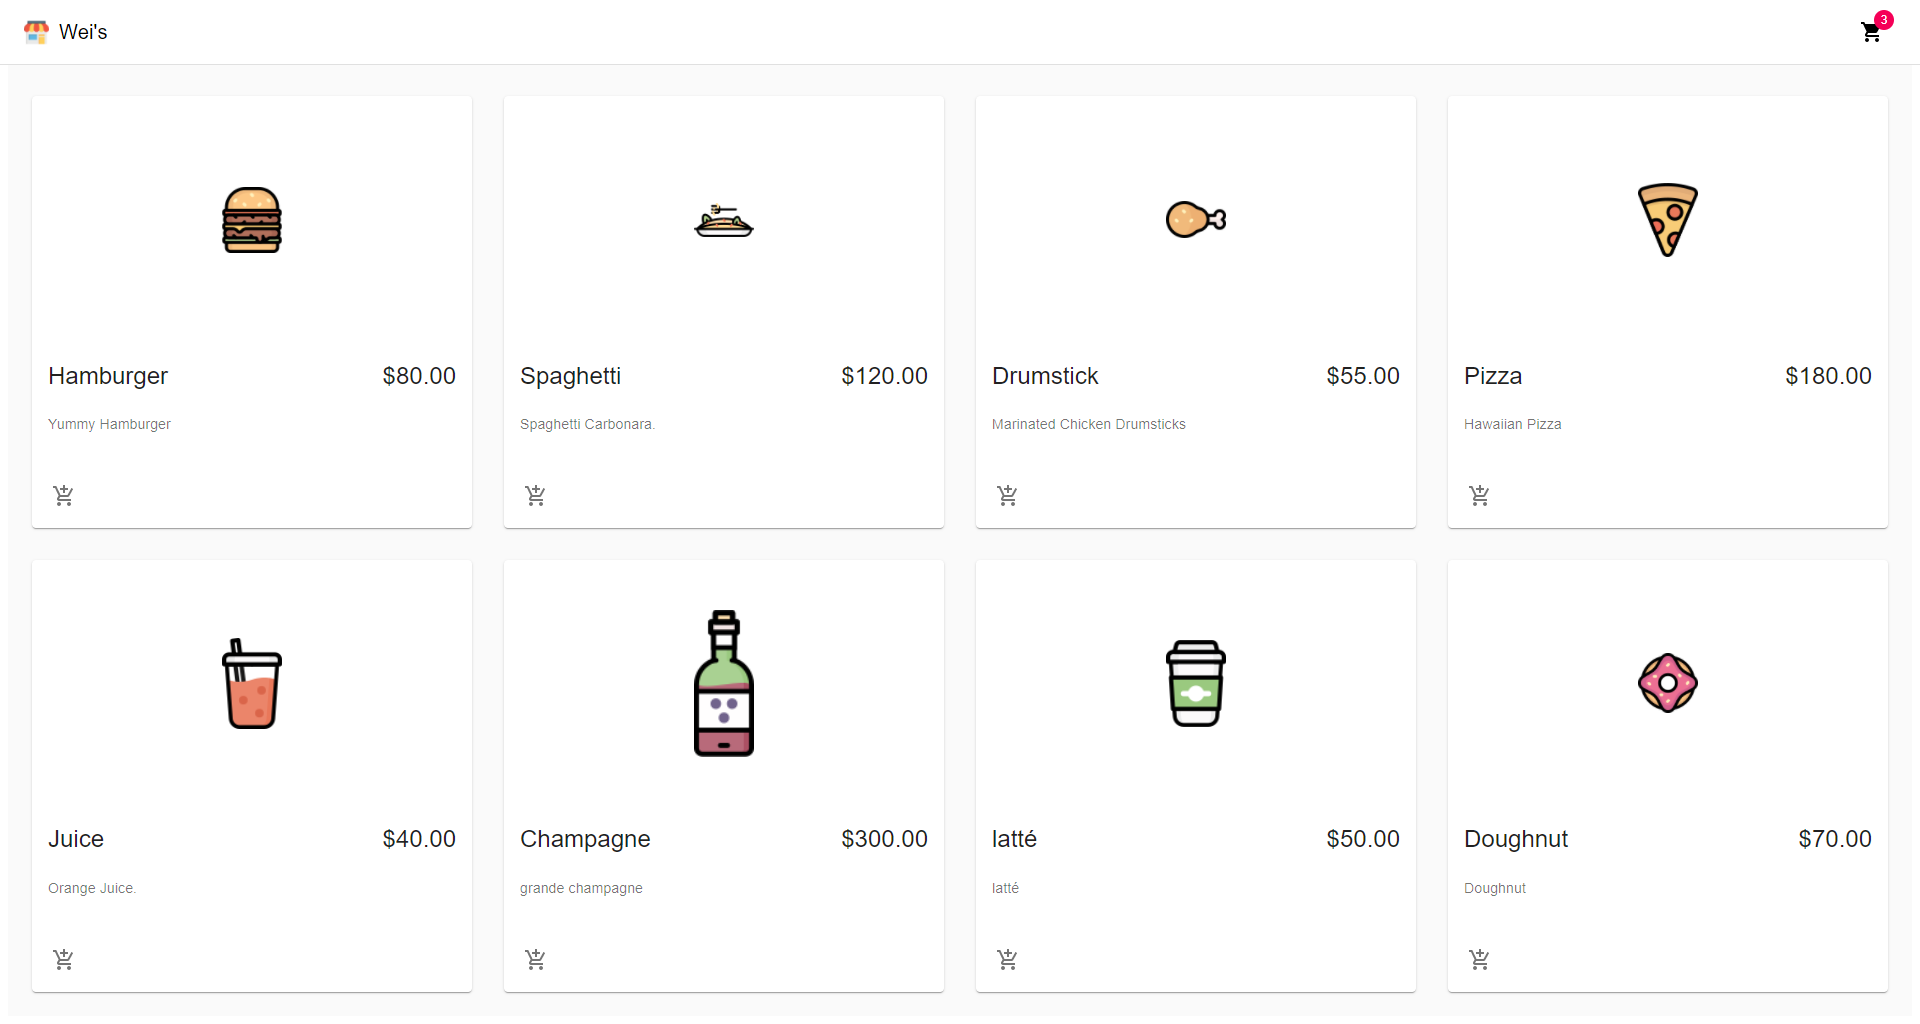 Wei's
3
Hamburger $80.00
Yummy Hamburger
Spaghetti $120.00
Spaghetti Carbonara.
Drumstick $55.00
Marinated Chicken Drumsticks
Pizza $180.00
Hawaiian Pizza
Juice $40.00
Orange Juice.
Champagne $300.00
grande champagne
latté $50.00
latté
Doughnut $70.00
Doughnut